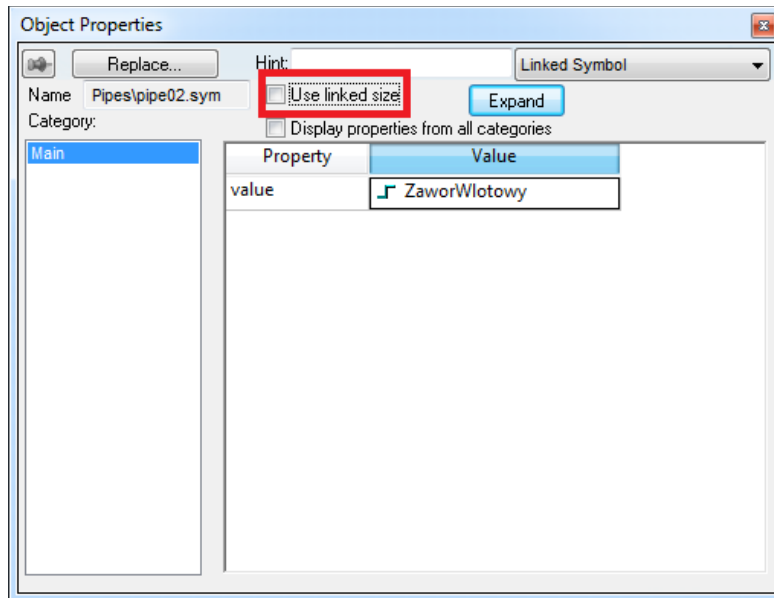 Object Properties
Replace... Hint: Linked Symbol
Name Pipes\pipe02.sym Use linked size Expand
Category: Display properties from all categories
Main Property Value
value ZaworWlotowy